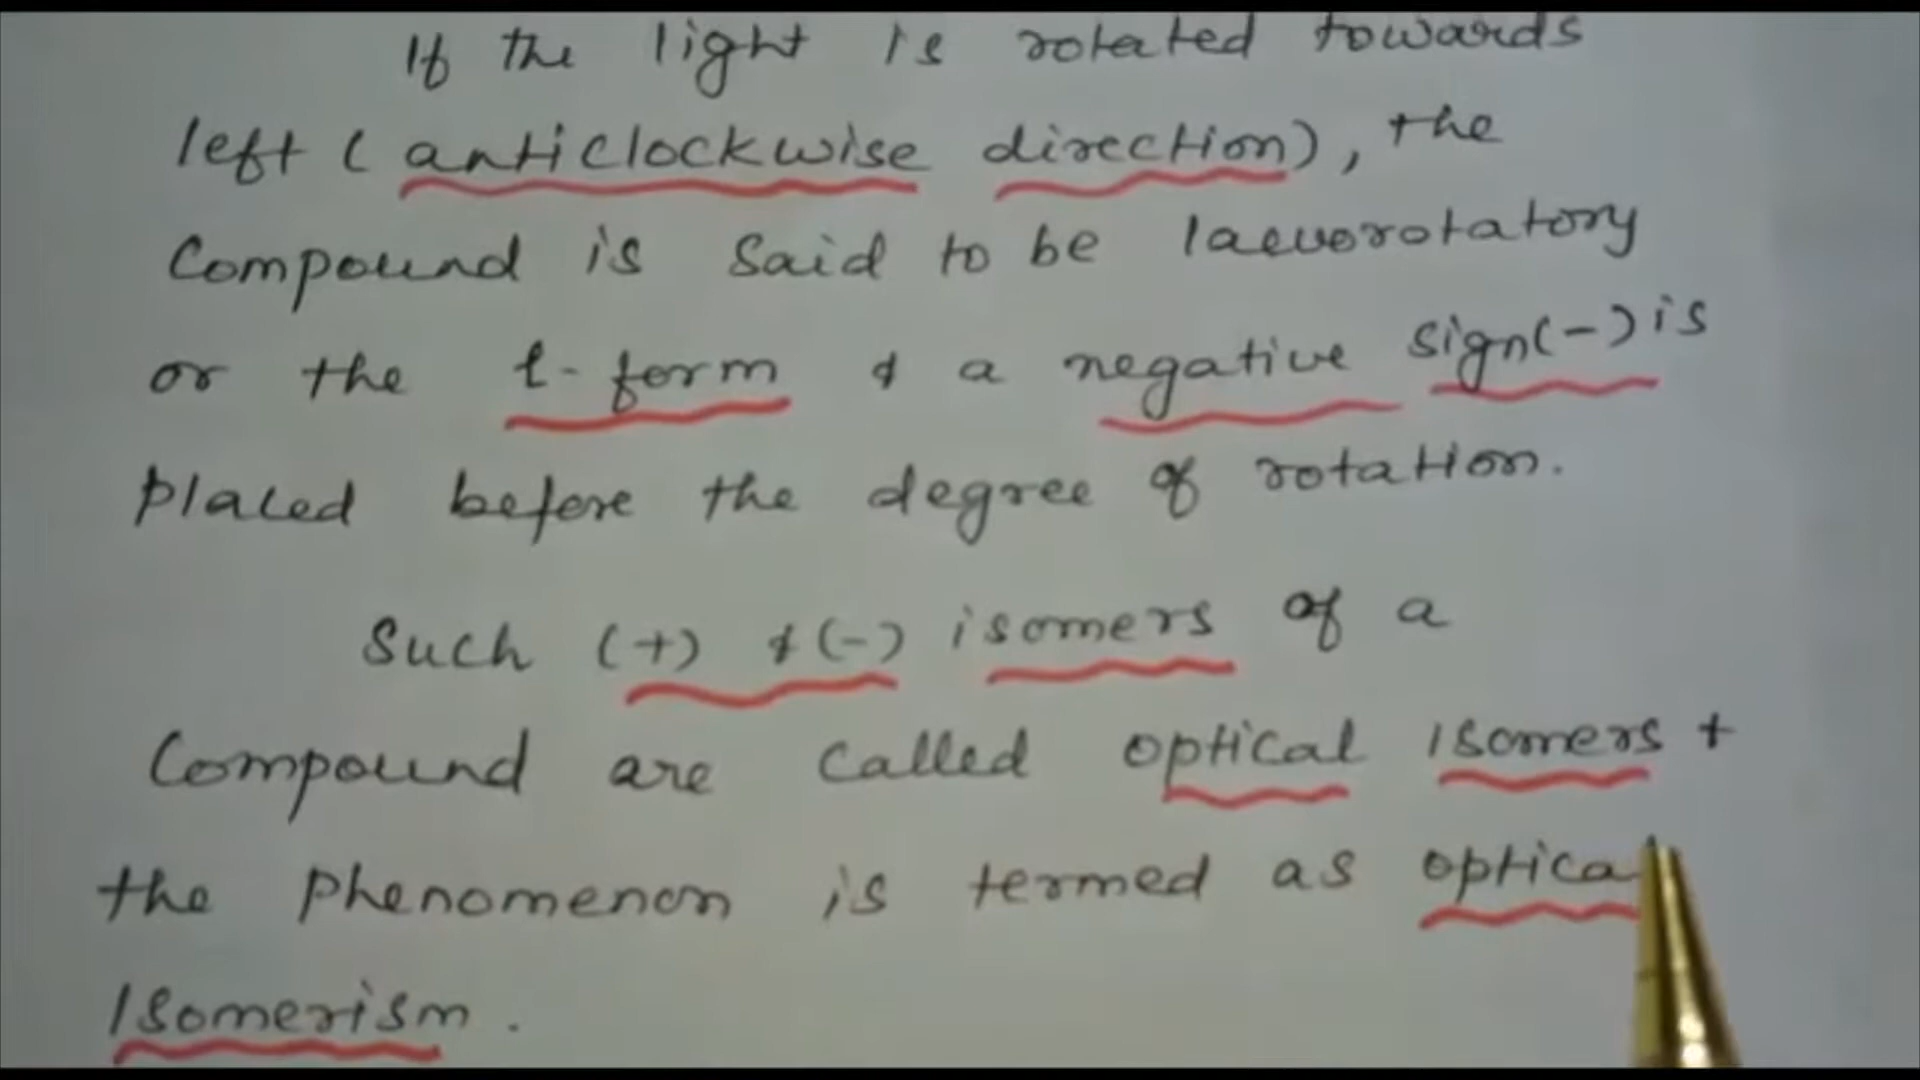 If the light is rotated towards
left (anticlockwise direction), the
Compound is said to be laevorotatory
or the l-form & a negative sign(-) is
placed before the degree of rotation.
Such (+) & (-) isomers of a
Compound are called optical isomers +
the phenomenon is termed as optica
Isomerism.